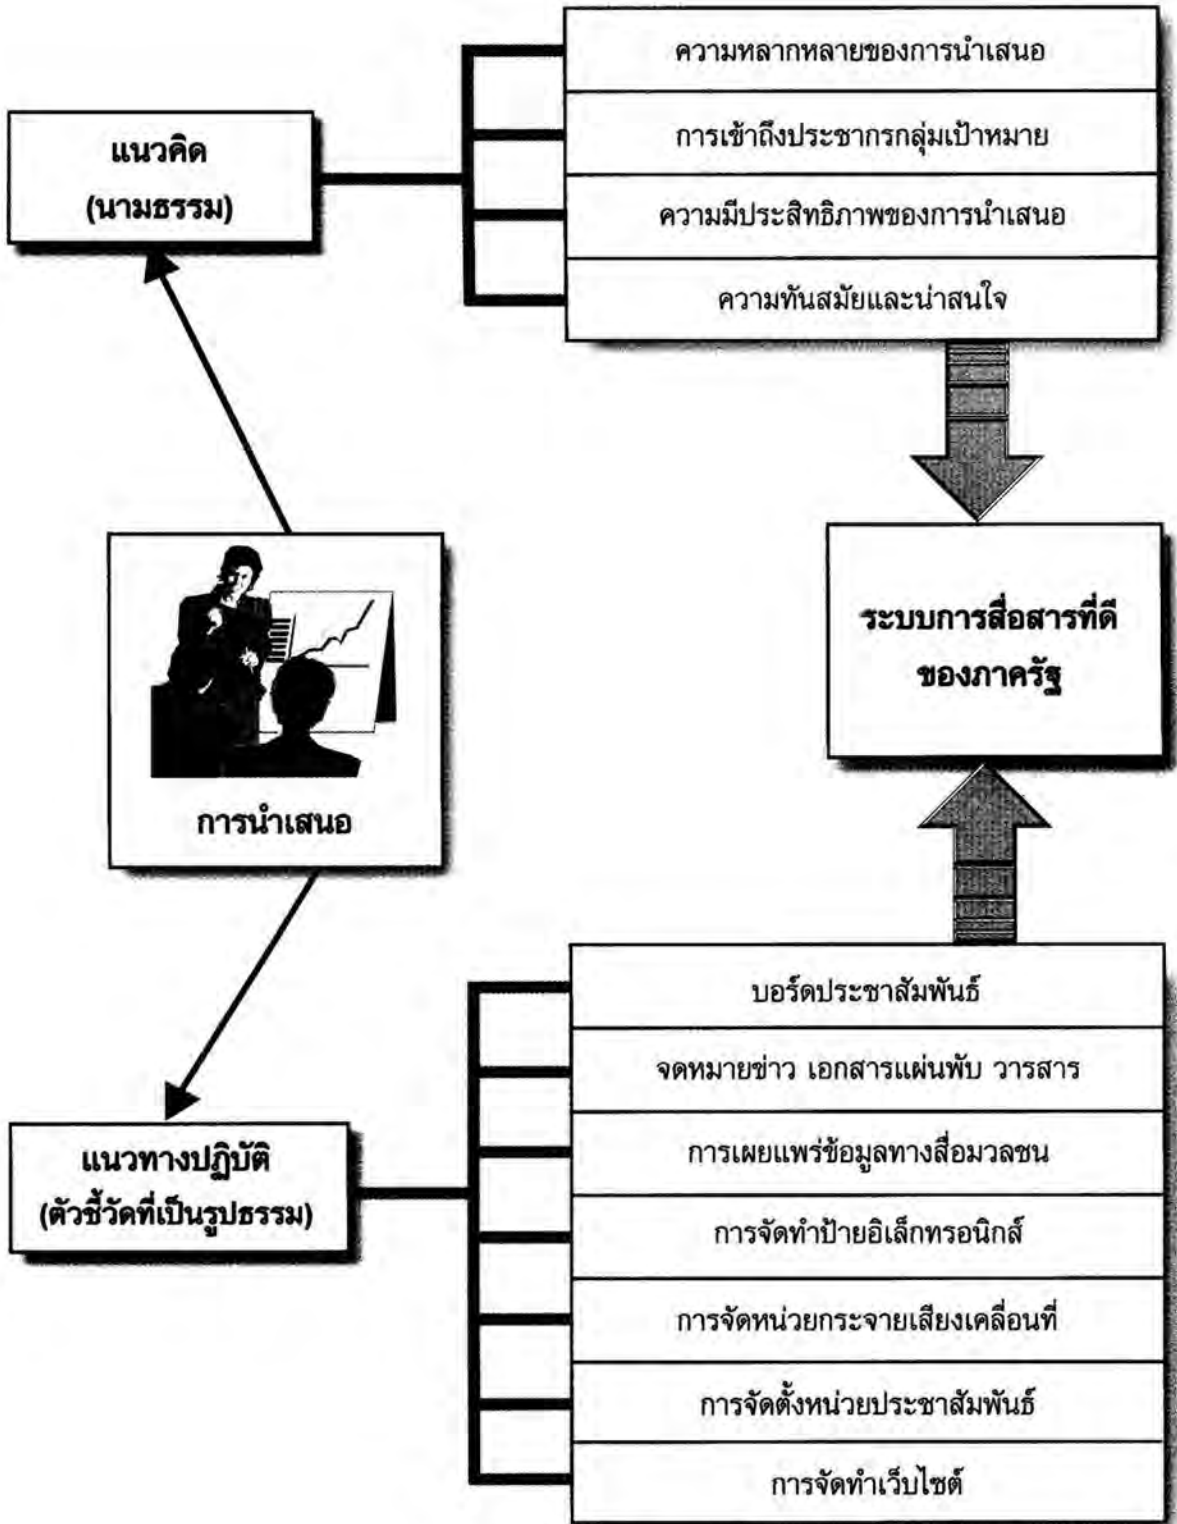 แนวคิด
(นามธรรม)
ความหลากหลายของการนำเสนอ
การเข้าถึงประชากรกลุ่มเป้าหมาย
ความมีประสิทธิภาพของการนำเสนอ
ความทันสมัยและน่าสนใจ
การนำเสนอ
ระบบการสื่อสารที่ดี
ของภาครัฐ
แนวทางปฏิบัติ
(ตัวชี้วัดที่เป็นรูปธรรม)
บอร์ดประชาสัมพันธ์
จดหมายข่าว เอกสารแผ่นพับ วารสาร
การเผยแพร่ข้อมูลทางสื่อมวลชน
การจัดทำป้ายอิเล็กทรอนิกส์
การจัดหน่วยกระจายเสียงเคลื่อนที่
การจัดตั้งหน่วยประชาสัมพันธ์
การจัดทำเว็บไซต์